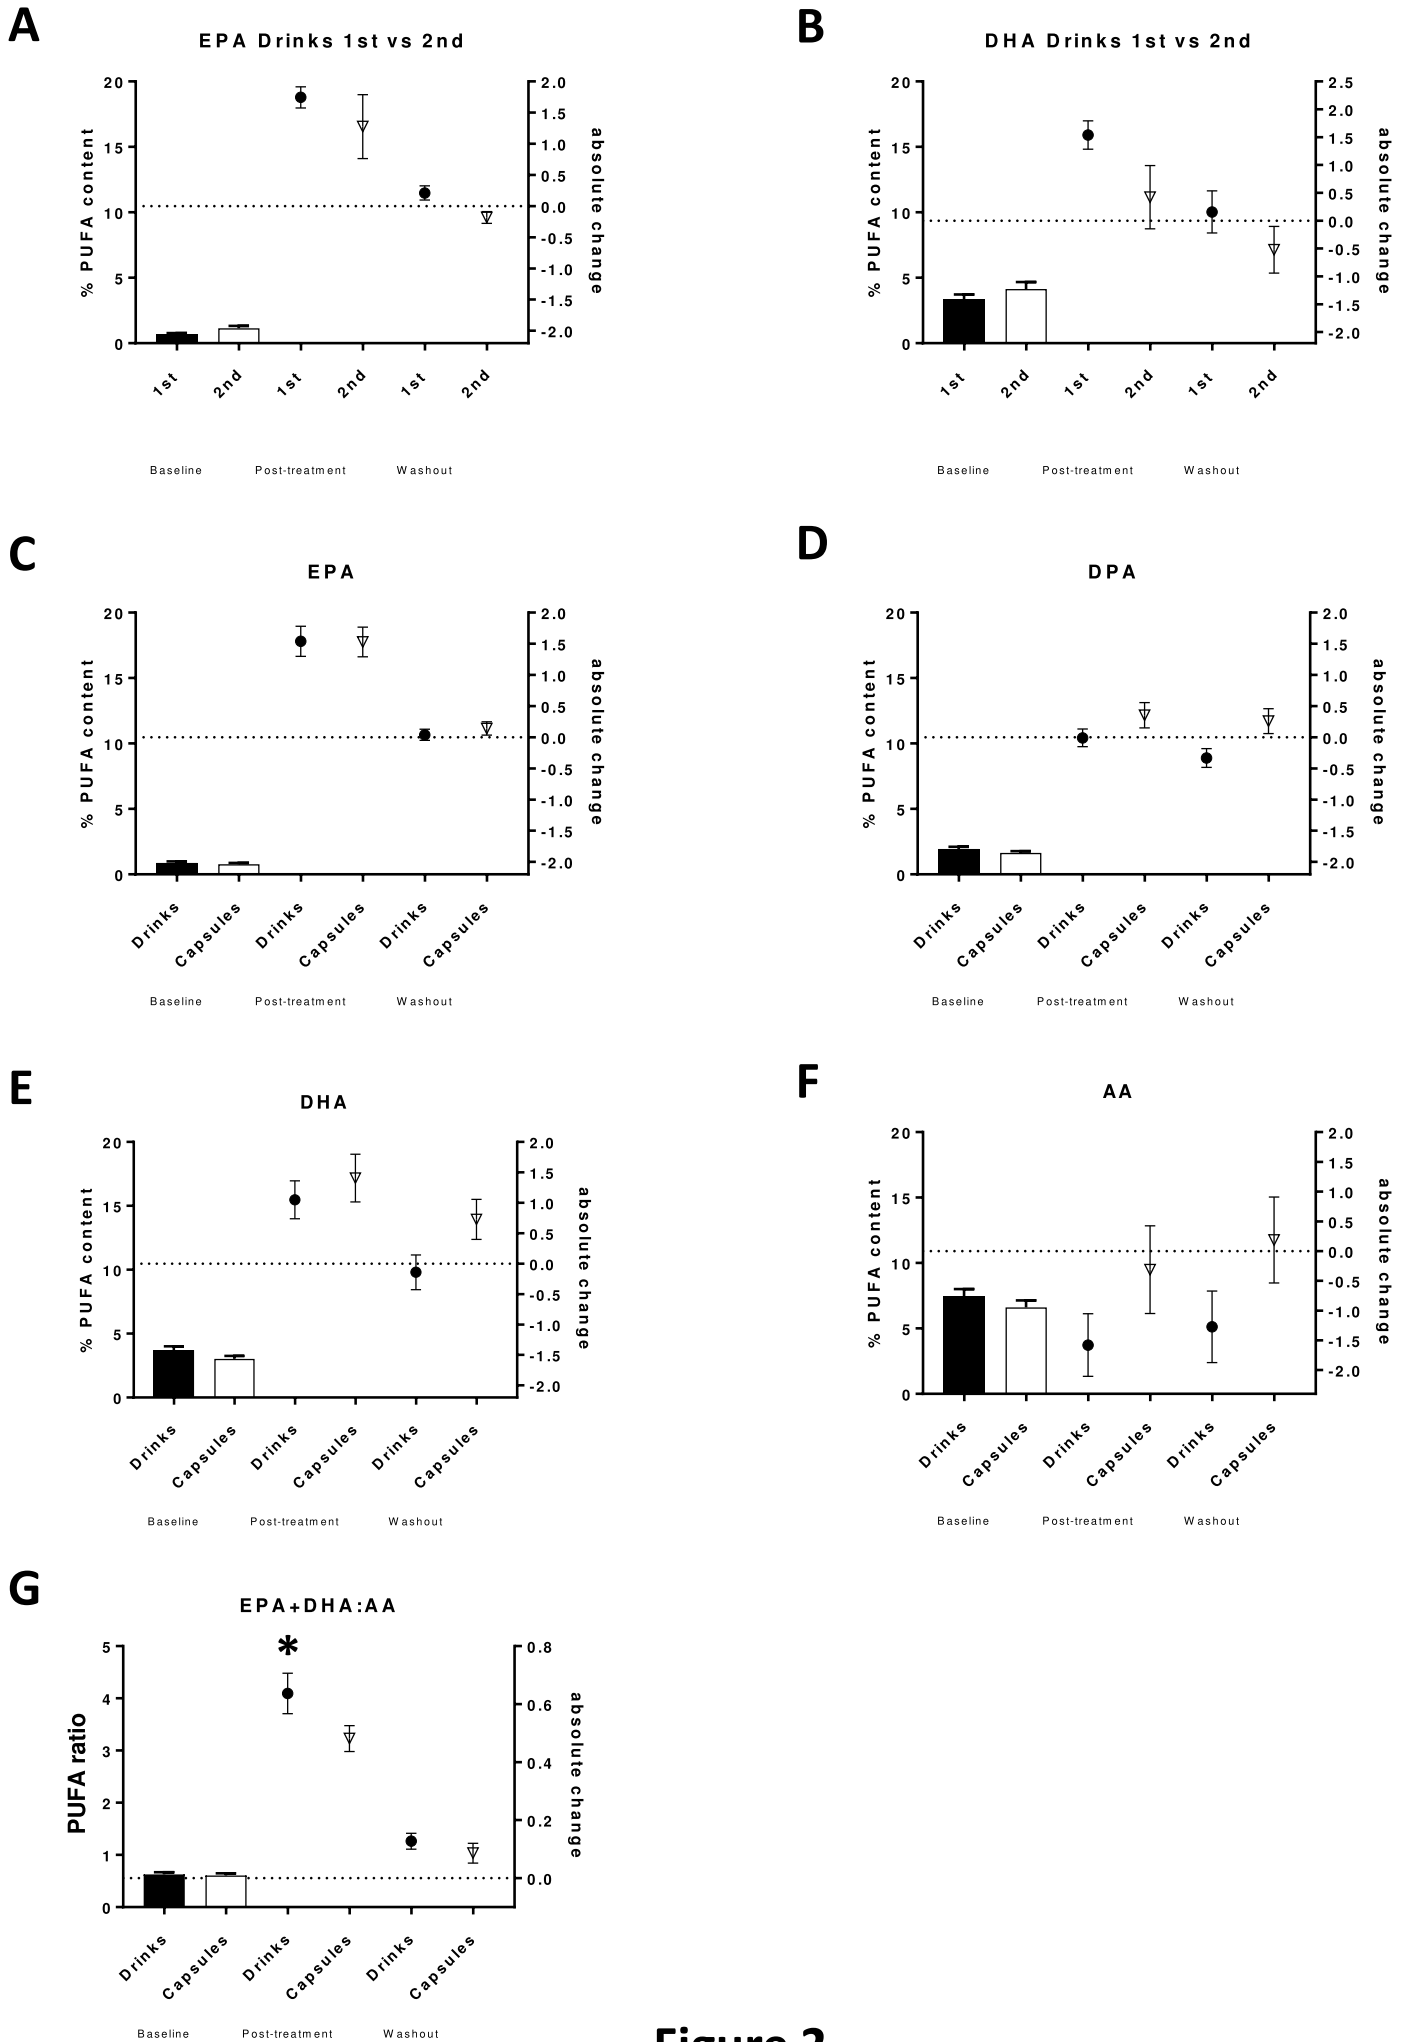 A
EPA Drinks 1st vs 2nd
% PUFA content
20
15
10
5
0
2.0
1.5
1.0
0.5
0.0
-0.5
-1.0
-1.5
-2.0
absolute change
1st 2nd 1st 2nd 1st 2nd
Baseline Post-treatment Washout
B
DHA Drinks 1st vs 2nd
% PUFA content
20
15
10
5
0
2.5
2.0
1.5
1.0
0.5
0.0
-0.5
-1.0
-1.5
-2.0
absolute change
1st 2nd 1st 2nd 1st 2nd
Baseline Post-treatment Washout
C
EPA
% PUFA content
20
15
10
5
0
2.0
1.5
1.0
0.5
0.0
-0.5
-1.0
-1.5
-2.0
absolute change
Drinks Capsules Drinks Capsules Drinks Capsules
Baseline Post-treatment Washout
D
DPA
% PUFA content
20
15
10
5
0
2.0
1.5
1.0
0.5
0.0
-0.5
-1.0
-1.5
-2.0
absolute change
Drinks Capsules Drinks Capsules Drinks Capsules
Baseline Post-treatment Washout
E
DHA
% PUFA content
20
15
10
5
0
2.0
1.5
1.0
0.5
0.0
-0.5
-1.0
-1.5
-2.0
absolute change
Drinks Capsules Drinks Capsules Drinks Capsules
Baseline Post-treatment Washout
F
AA
% PUFA content
20
15
10
5
0
2.0
1.5
1.0
0.5
0.0
-0.5
-1.0
-1.5
-2.0
absolute change
Drinks Capsules Drinks Capsules Drinks Capsules
Baseline Post-treatment Washout
G
EPA+DHA:AA
PUFA ratio
5
4
3
2
1
0
*
0.8
0.6
0.4
0.2
0.0
absolute change
Drinks Capsules Drinks Capsules Drinks Capsules
Baseline Post-treatment Washout
Figure 2